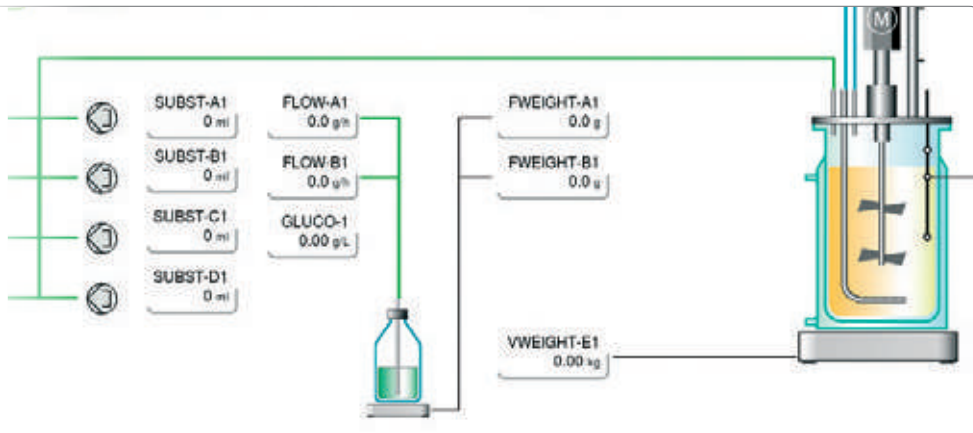 M
SUBST-A1
0 ml
FLOW-A1
0.0 g/h
FWEIGHT-A1
0.0 g
SUBST-B1
0 ml
FLOW-B1
0.0 g/h
FWEIGHT-B1
0.0 g
SUBST-C1
0 ml
GLUCO-1
0.00 g/L
SUBST-D1
0 ml
VWEIGHT-E1
0.00 kg